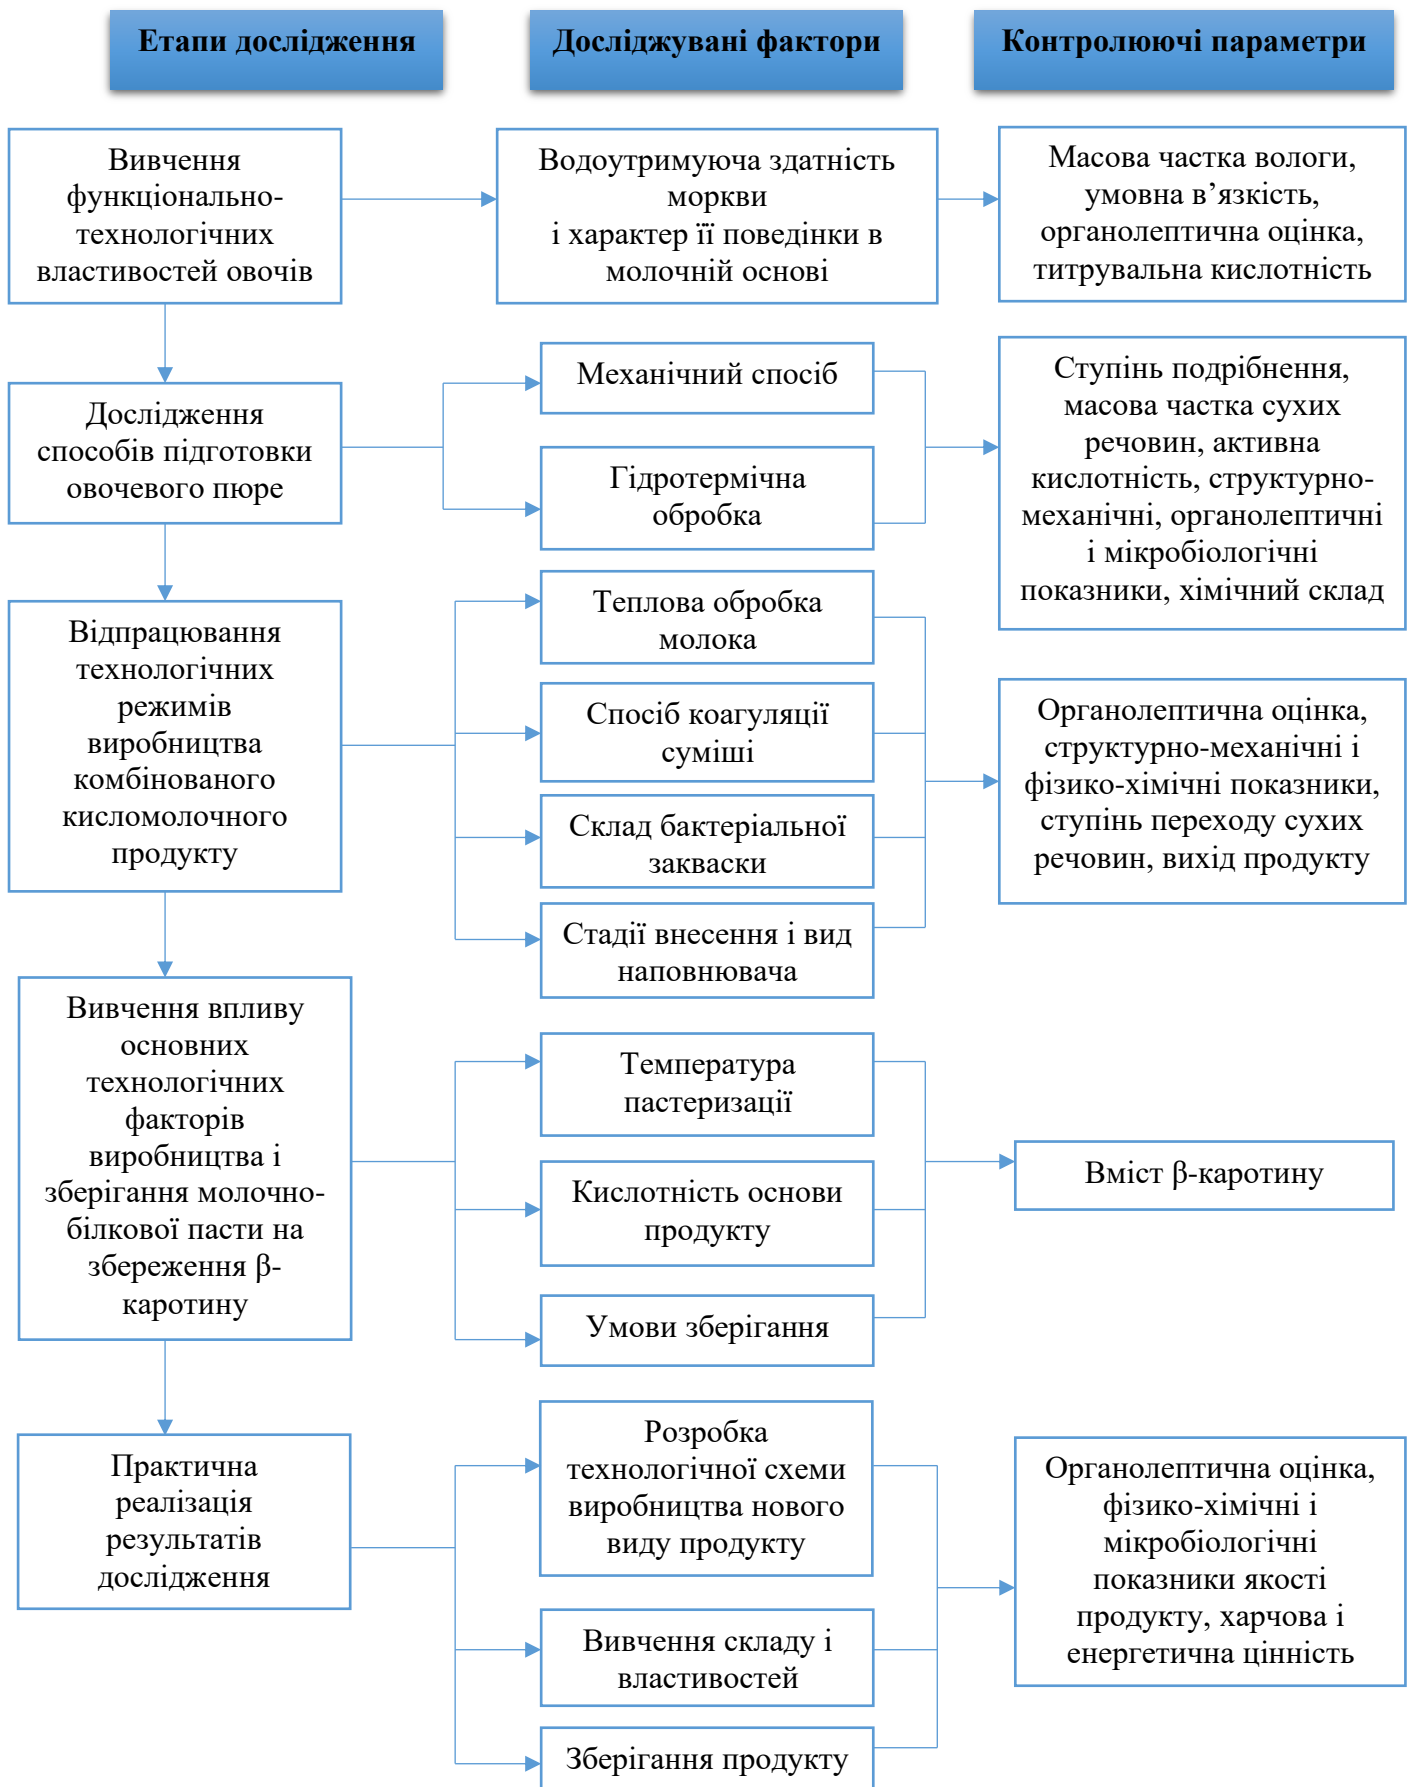 Етапи дослідження
Досліджувані фактори
Контролюючі параметри
Вивчення
функціонально-
технологічних
властивостей овочів
Водоутримуюча здатність
моркви
і характер її поведінки в
молочній основі
Масова частка вологи,
умовна в’язкість,
органолептична оцінка,
титрувальна кислотність
Дослідження
способів підготовки
овочевого пюре
Механічний спосіб
Гідротермічна
обробка
Ступінь подрібнення,
масова частка сухих
речовин, активна
кислотність, структурно-
механічні, органолептичні
і мікробіологічні
показники, хімічний склад
Відпрацювання
технологічних
режимів
виробництва
комбінованого
кисломолочного
продукту
Теплова обробка
молока
Спосіб коагуляції
суміші
Склад бактеріальної
закваски
Стадії внесення і вид
наповнювача
Органолептична оцінка,
структурно-механічні і
фізико-хімічні показники,
ступінь переходу сухих
речовин, вихід продукту
Вивчення впливу
основних
технологічних
факторів
виробництва і
зберігання молочно-
білкової пасти на
збереження β-
каротину
Температура
пастеризації
Кислотність основи
продукту
Умови зберігання
Вміст β-каротину
Практична
реалізація
результатів
дослідження
Розробка
технологічної схеми
виробництва нового
виду продукту
Вивчення складу і
властивостей
Зберігання продукту
Органолептична оцінка,
фізико-хімічні і
мікробіологічні
показники якості
продукту, харчова і
енергетична цінність